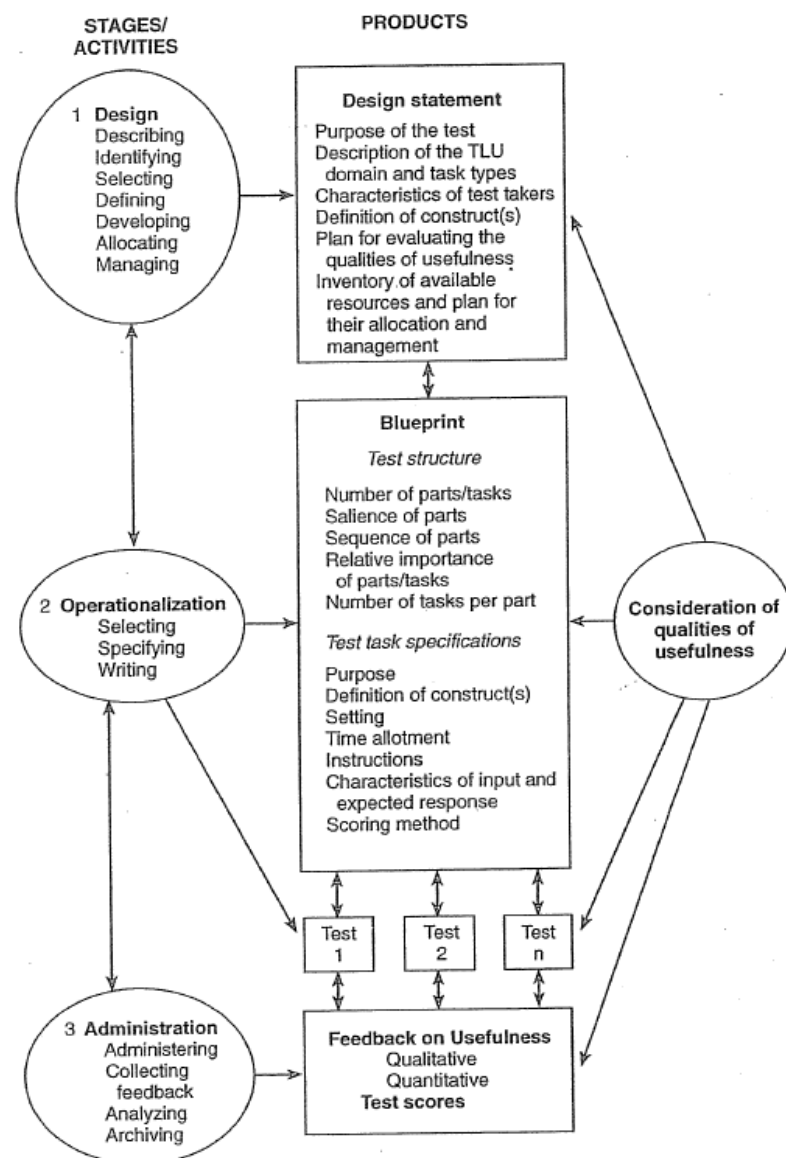 STAGES/
ACTIVITIES
PRODUCTS
1 Design
Describing
Identifying
Selecting
Defining
Developing
Allocating
Managing
Design statement
Purpose of the test
Description of the TLU
domain and task types
Characteristics of test takers
Definition of construct(s)
Plan for evaluating the
qualities of usefulness
Inventory of available
resources and plan for
their allocation and
management
Blueprint
Test structure
Number of parts/tasks
Salience of parts
Sequence of parts
Relative importance
of parts/tasks
Number of tasks per part
Test task specifications
Purpose
Definition of construct(s)
Setting
Time allotment
Instructions
Characteristics of input and
expected response
Scoring method
2 Operationalization
Selecting
Specifying
Writing
Consideration of
qualities of
usefulness
Test
1
Test
2
Test
n
3 Administration
Administering
Collecting
feedback
Analyzing
Archiving
Feedback on Usefulness
Qualitative
Quantitative
Test scores